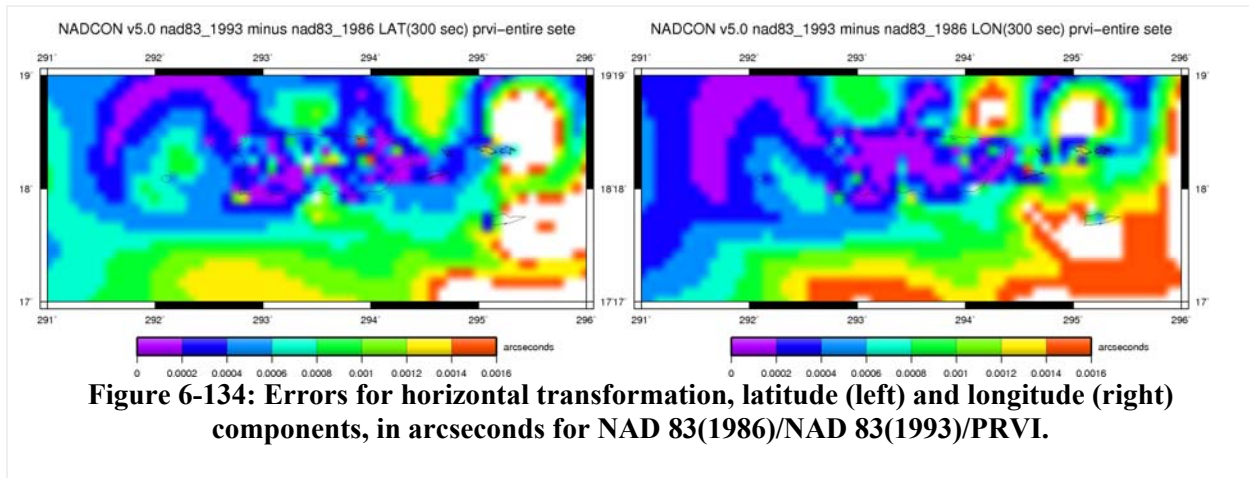 NADCON v5.0 nad83_1993 minus nad83_1986 LAT(300 sec) prvi-entire sete
NADCON v5.0 nad83_1993 minus nad83_1986 LON(300 sec) prvi-entire sete
291° 292° 293° 294° 295° 296°
291° 292° 293° 294° 295° 296°
19° 19°19° 19°
18° 18°18° 18°
17° 17°17° 17°
291° 292° 293° 294° 295° 296°
291° 292° 293° 294° 295° 296°
arcseconds
arcseconds
0 0.0002 0.0004 0.0006 0.0008 0.001 0.0012 0.0014 0.0016
0 0.0002 0.0004 0.0006 0.0008 0.001 0.0012 0.0014 0.0016
Figure 6-134: Errors for horizontal transformation, latitude (left) and longitude (right)
components, in arcseconds for NAD 83(1986)/NAD 83(1993)/PRVI.